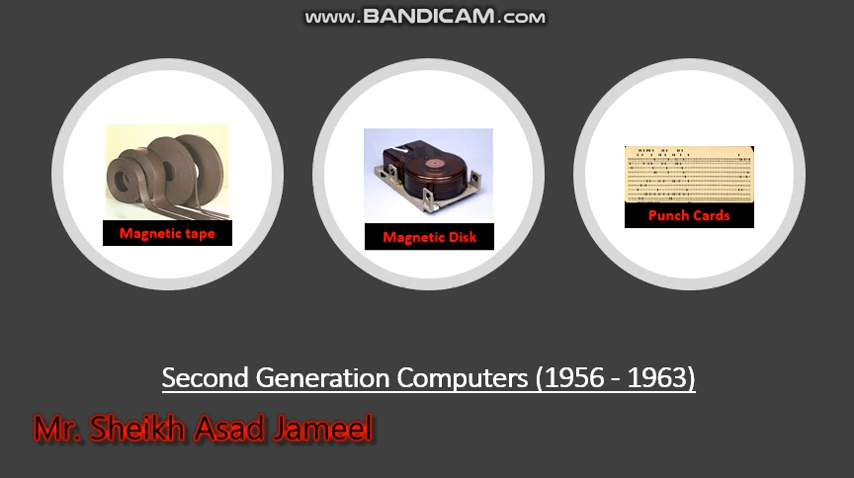 www.BANDICAM.com
Magnetic tape
Magnetic Disk
Punch Cards
Second Generation Computers (1956 - 1963)
Mr. Sheikh Asad Jameel